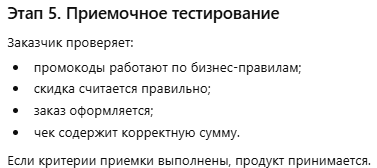 Этап 5. Приемочное тестирование
Заказчик проверяет:
• промокоды работают по бизнес-правилам;
• скидка считается правильно;
• заказ оформляется;
• чек содержит корректную сумму.
Если критерии приемки выполнены, продукт принимается.